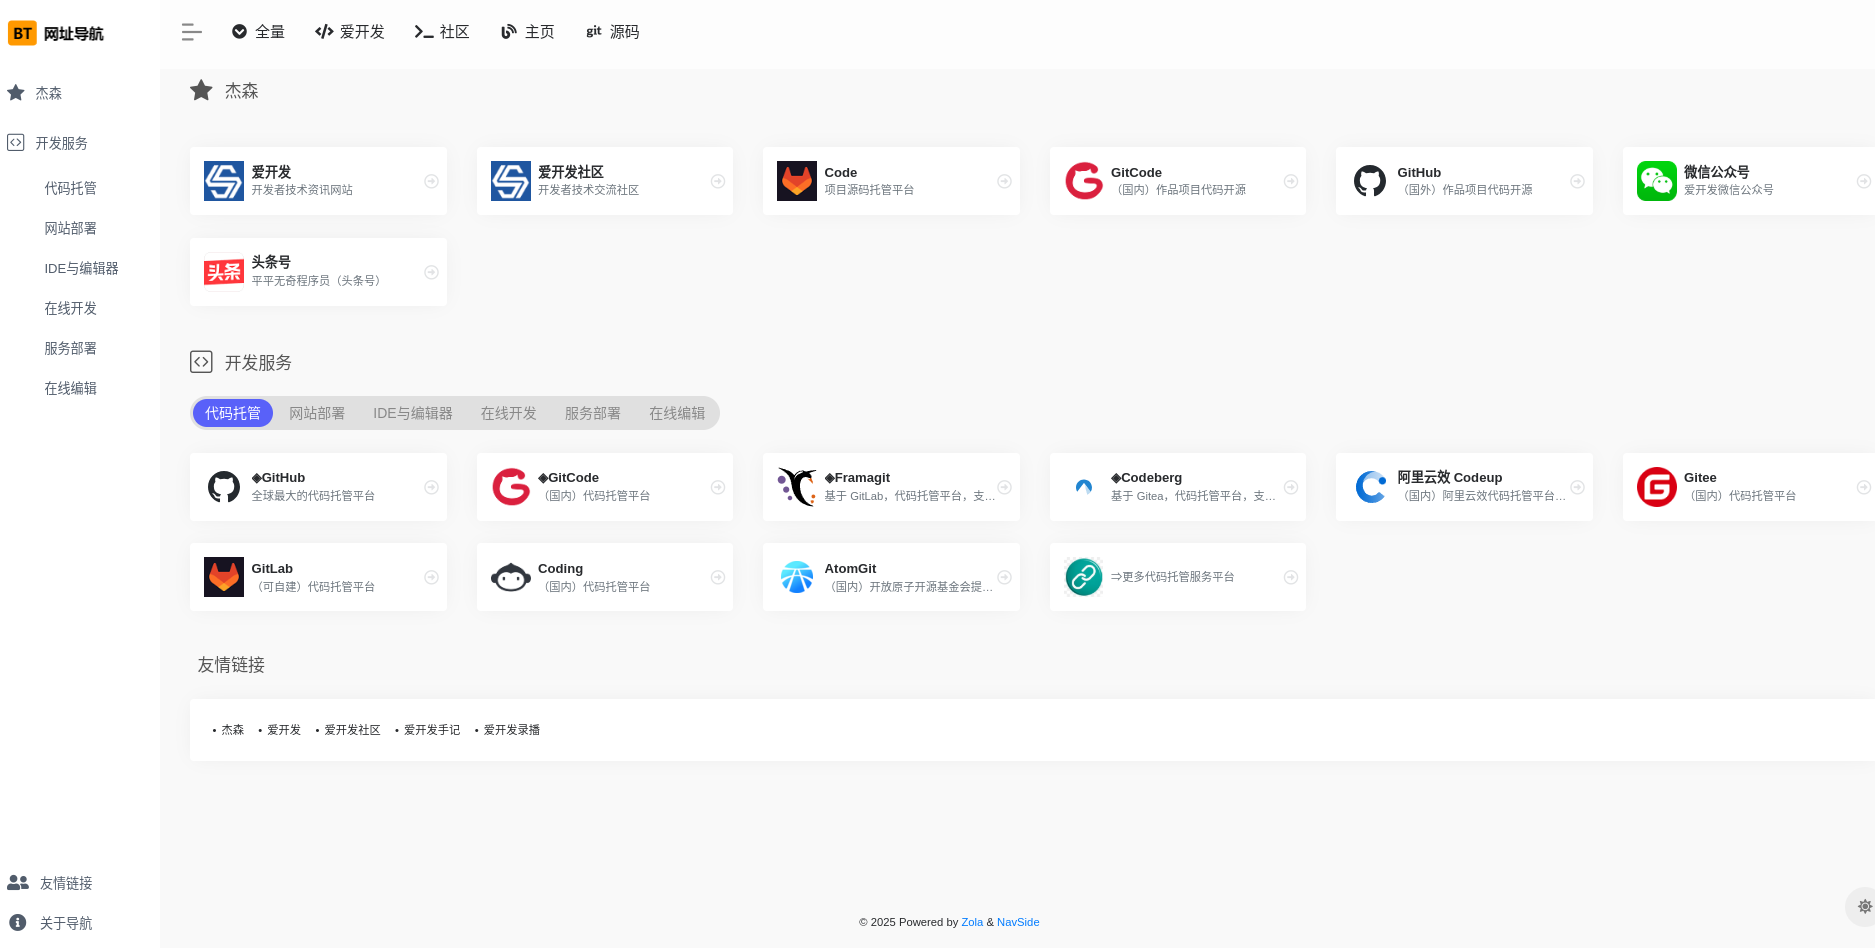 BT 网址导航
全量
爱开发
社区
主页
git 源码
杰森
开发服务
代码托管
网站部署
IDE与编辑器
在线开发
服务部署
在线编辑
友情链接
关于导航
杰森
爱开发
开发者技术资讯网站
爱开发社区
开发者技术交流社区
Code
项目源码托管平台
GitCode
（国内）作品项目代码开源
GitHub
（国外）作品项目代码开源
微信公众号
爱开发微信公众号
头条
头条号
平平无奇程序员（头条号）
开发服务
代码托管 网站部署 IDE与编辑器 在线开发 服务部署 在线编辑
◈GitHub
全球最大的代码托管平台
◈GitCode
（国内）代码托管平台
◈Framagit
基于 GitLab，代码托管平台，支…
◈Codeberg
基于 Gitea，代码托管平台，支…
阿里云效 Codeup
（国内）阿里云效代码托管平台…
Gitee
（国内）代码托管平台
GitLab
（可自建）代码托管平台
Coding
（国内）代码托管平台
AtomGit
（国内）开放原子开源基金会提…
⇒更多代码托管服务平台
友情链接
• 杰森 • 爱开发 • 爱开发社区 • 爱开发手记 • 爱开发录播
© 2025 Powered by Zola & NavSide